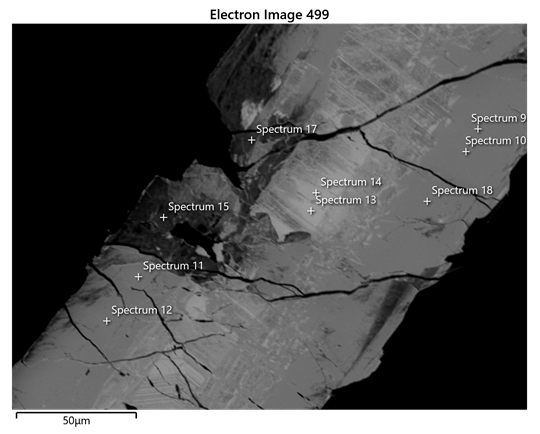 Electron Image 499
Spectrum 9
Spectrum 17
Spectrum 10
Spectrum 14
Spectrum 18
Spectrum 13
Spectrum 15
Spectrum 11
Spectrum 12
50µm